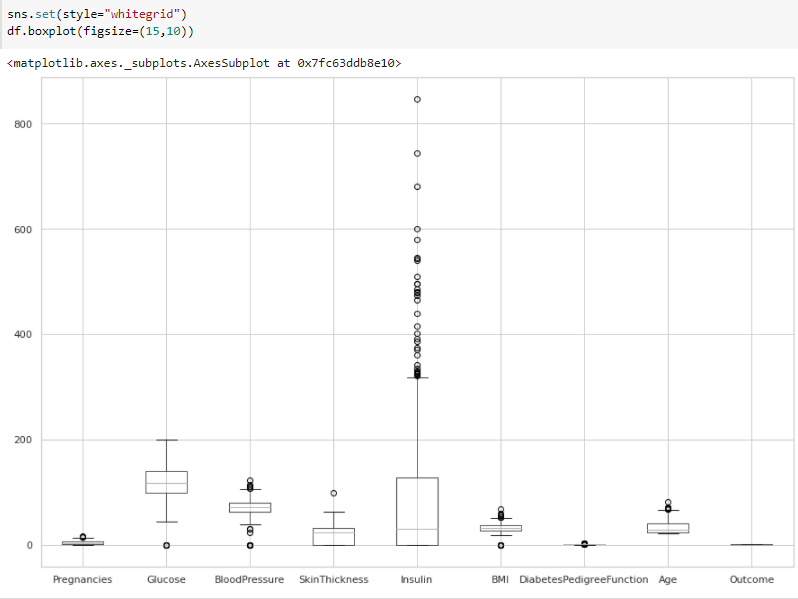 sns.set(style="whitegrid")
df.boxplot(figsize=(15,10))
<matplotlib.axes._subplots.AxesSubplot at 0x7fc63ddb8e10>
800
600
400
200
0
Pregnancies Glucose BloodPressure SkinThickness Insulin BMI DiabetesPedigreeFunction Age Outcome